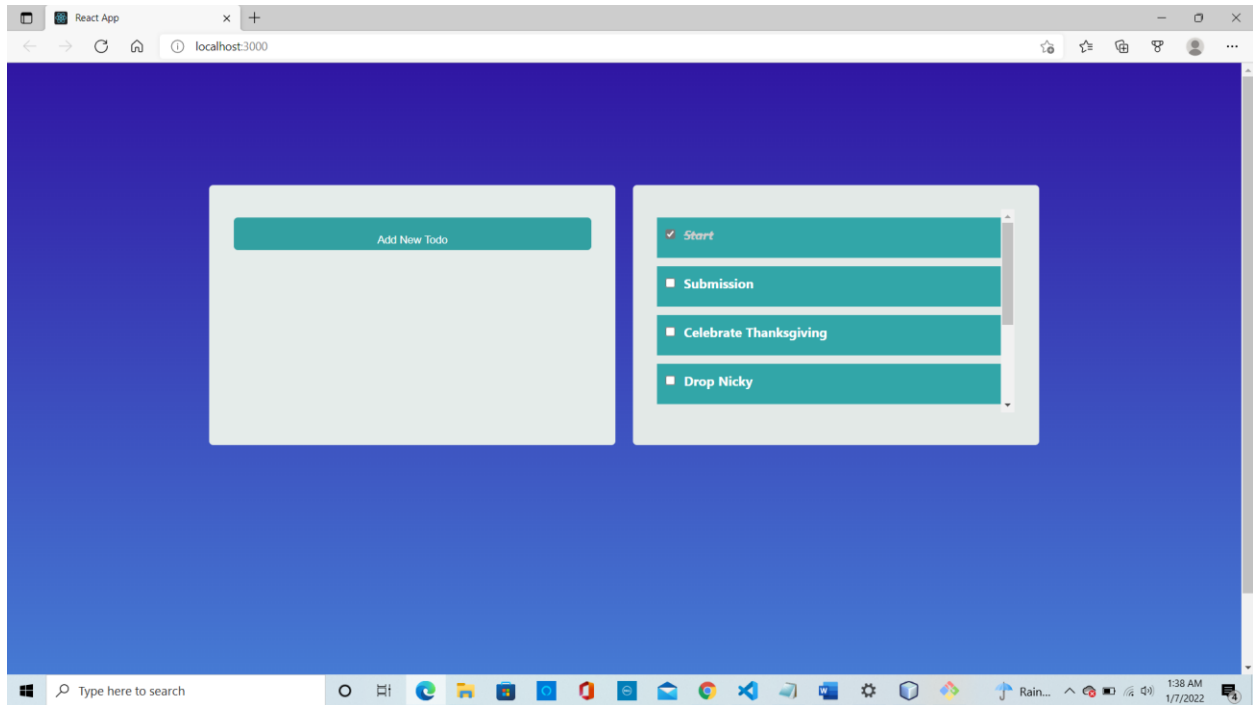 React App
localhost:3000
Add New Todo
Start
Submission
Celebrate Thanksgiving
Drop Nicky
Type here to search
Rain...
1:38 AM
1/7/2022
4